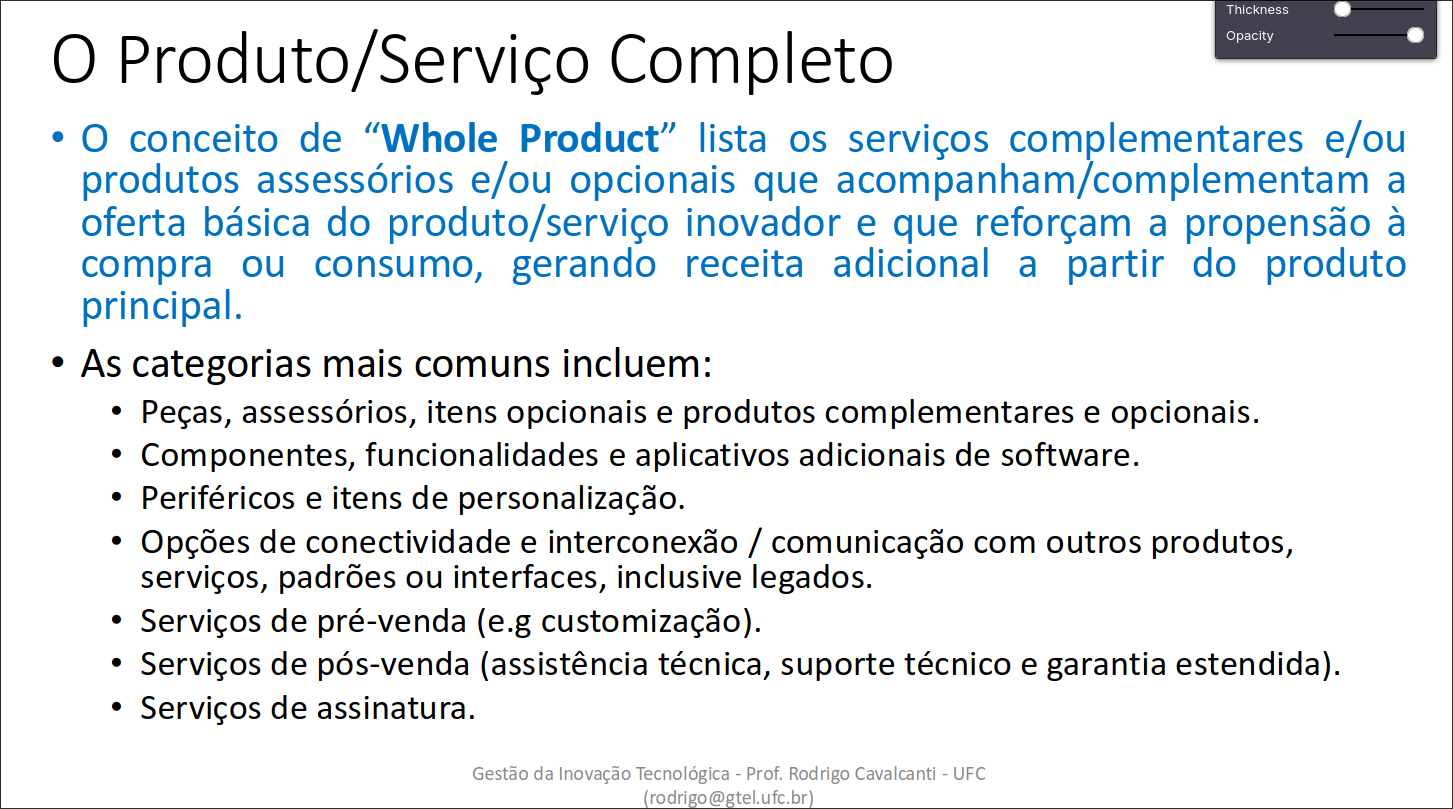 Thickness
Opacity
O Produto/Serviço Completo
• O conceito de “Whole Product” lista os serviços complementares e/ou
produtos assessórios e/ou opcionais que acompanham/complementam a
oferta básica do produto/serviço inovador e que reforçam a propensão à
compra ou consumo, gerando receita adicional a partir do produto
principal.
• As categorias mais comuns incluem:
• Peças, assessórios, itens opcionais e produtos complementares e opcionais.
• Componentes, funcionalidades e aplicativos adicionais de software.
• Periféricos e itens de personalização.
• Opções de conectividade e interconexão / comunicação com outros produtos,
serviços, padrões ou interfaces, inclusive legados.
• Serviços de pré-venda (e.g customização).
• Serviços de pós-venda (assistência técnica, suporte técnico e garantia estendida).
• Serviços de assinatura.
Gestão da Inovação Tecnológica - Prof. Rodrigo Cavalcanti - UFC
(rodrigo@gtel.ufc.br)